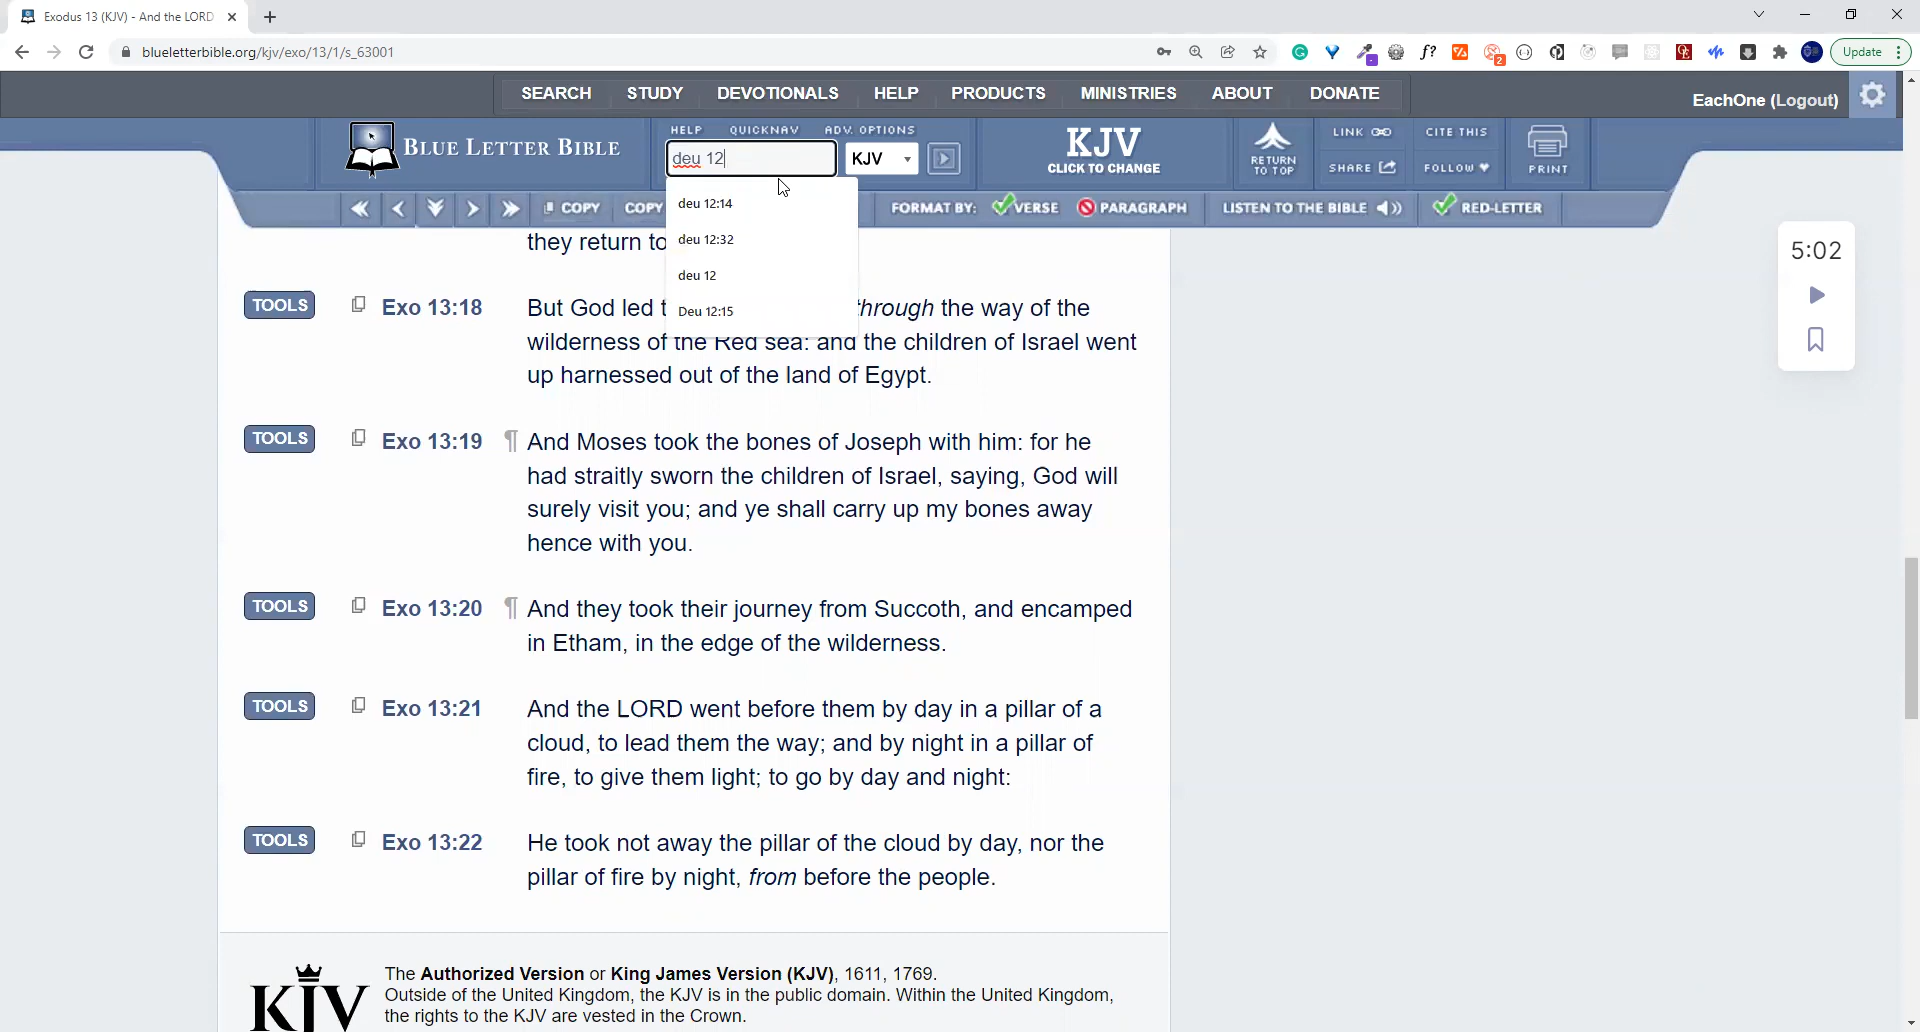 Exodus 13 (KJV) - And the LORD
blueletterbible.org/kjv/exo/13/1/s_63001
Update
SEARCH STUDY DEVOTIONALS HELP PRODUCTS MINISTRIES ABOUT DONATE
EachOne (Logout)
BLUE LETTER BIBLE
HELP QUICKNAV ADV. OPTIONS
deu 12
KJV
KJV
CLICK TO CHANGE
RETURN
TO TOP
LINK
CITE THIS
SHARE
FOLLOW
PRINT
COPY COPY
FORMAT BY: VERSE PARAGRAPH LISTEN TO THE BIBLE RED-LETTER
deu 12:14
deu 12:32
deu 12
Deu 12:15
5:02
they return to
TOOLS Exo 13:18 But God led t through the way of the
wilderness of the Red sea: and the children of Israel went
up harnessed out of the land of Egypt.
TOOLS Exo 13:19 ¶ And Moses took the bones of Joseph with him: for he
had straitly sworn the children of Israel, saying, God will
surely visit you; and ye shall carry up my bones away
hence with you.
TOOLS Exo 13:20 ¶ And they took their journey from Succoth, and encamped
in Etham, in the edge of the wilderness.
TOOLS Exo 13:21 And the LORD went before them by day in a pillar of a
cloud, to lead them the way; and by night in a pillar of
fire, to give them light; to go by day and night:
TOOLS Exo 13:22 He took not away the pillar of the cloud by day, nor the
pillar of fire by night, from before the people.
KJV
The Authorized Version or King James Version (KJV), 1611, 1769.
Outside of the United Kingdom, the KJV is in the public domain. Within the United Kingdom,
the rights to the KJV are vested in the Crown.